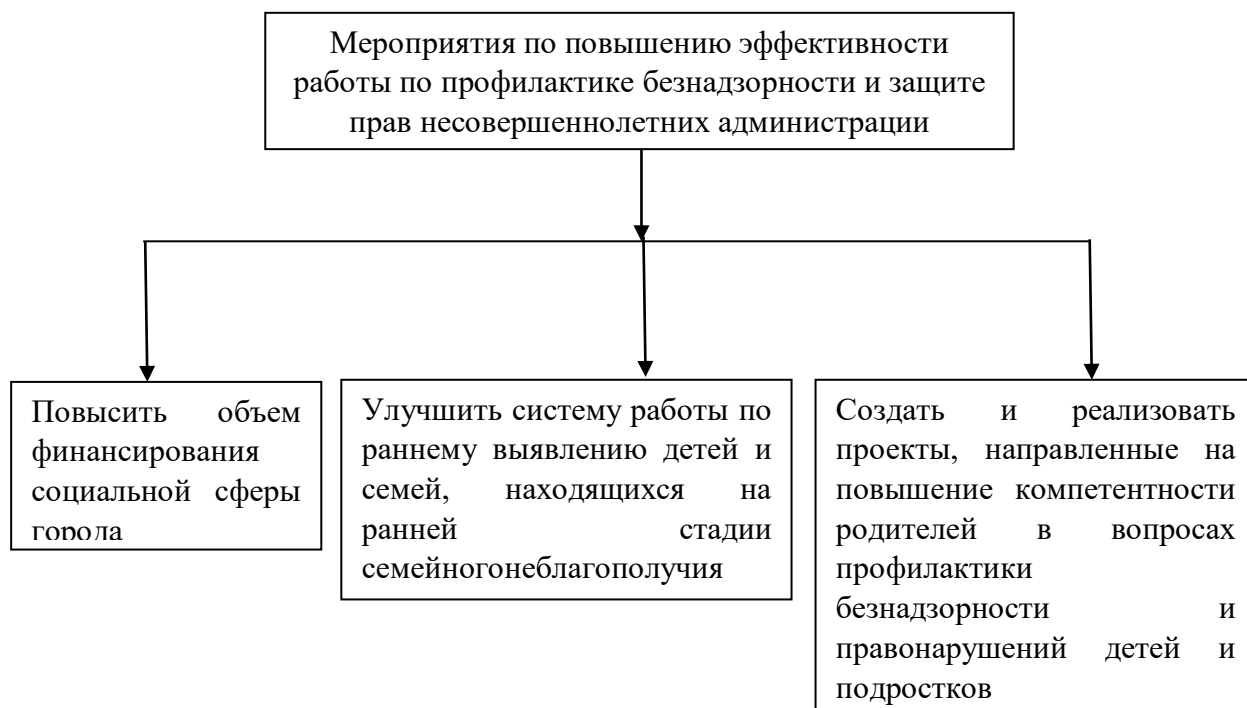 Мероприятия по повышению эффективности
работы по профилактике безнадзорности и защите
прав несовершеннолетних администрации
Повысить объем
финансирования
социальной сферы
города
Улучшить систему работы по
раннему выявлению детей и
семей, находящихся на
ранней стадии
семейногонеблагополучия
Создать и реализовать
проекты, направленные на
повышение компетентности
родителей в вопросах
профилактики
безнадзорности и
правонарушений детей и
подростков